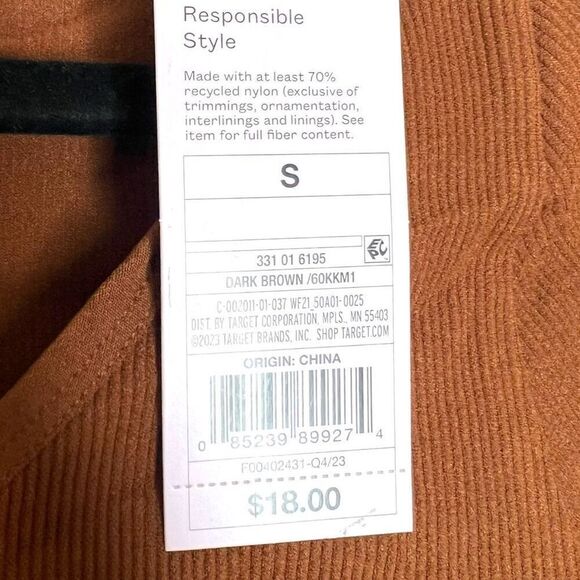 Responsible
Style
Made with at least 70%
recycled nylon (exclusive of
trimmings, ornamentation,
interlinings and linings). See
item for full fiber content.
S
331 01 6195
EPC
DARK BROWN /60KKM1
C-002011-01-037 WF21_50A01-0025
DIST. BY TARGET CORPORATION, MPLS., MN 55403
©2023 TARGET BRANDS, INC. SHOP TARGET.COM
ORIGIN: CHINA
0 85239 89927 4
F00402431-Q4/23
$18.00